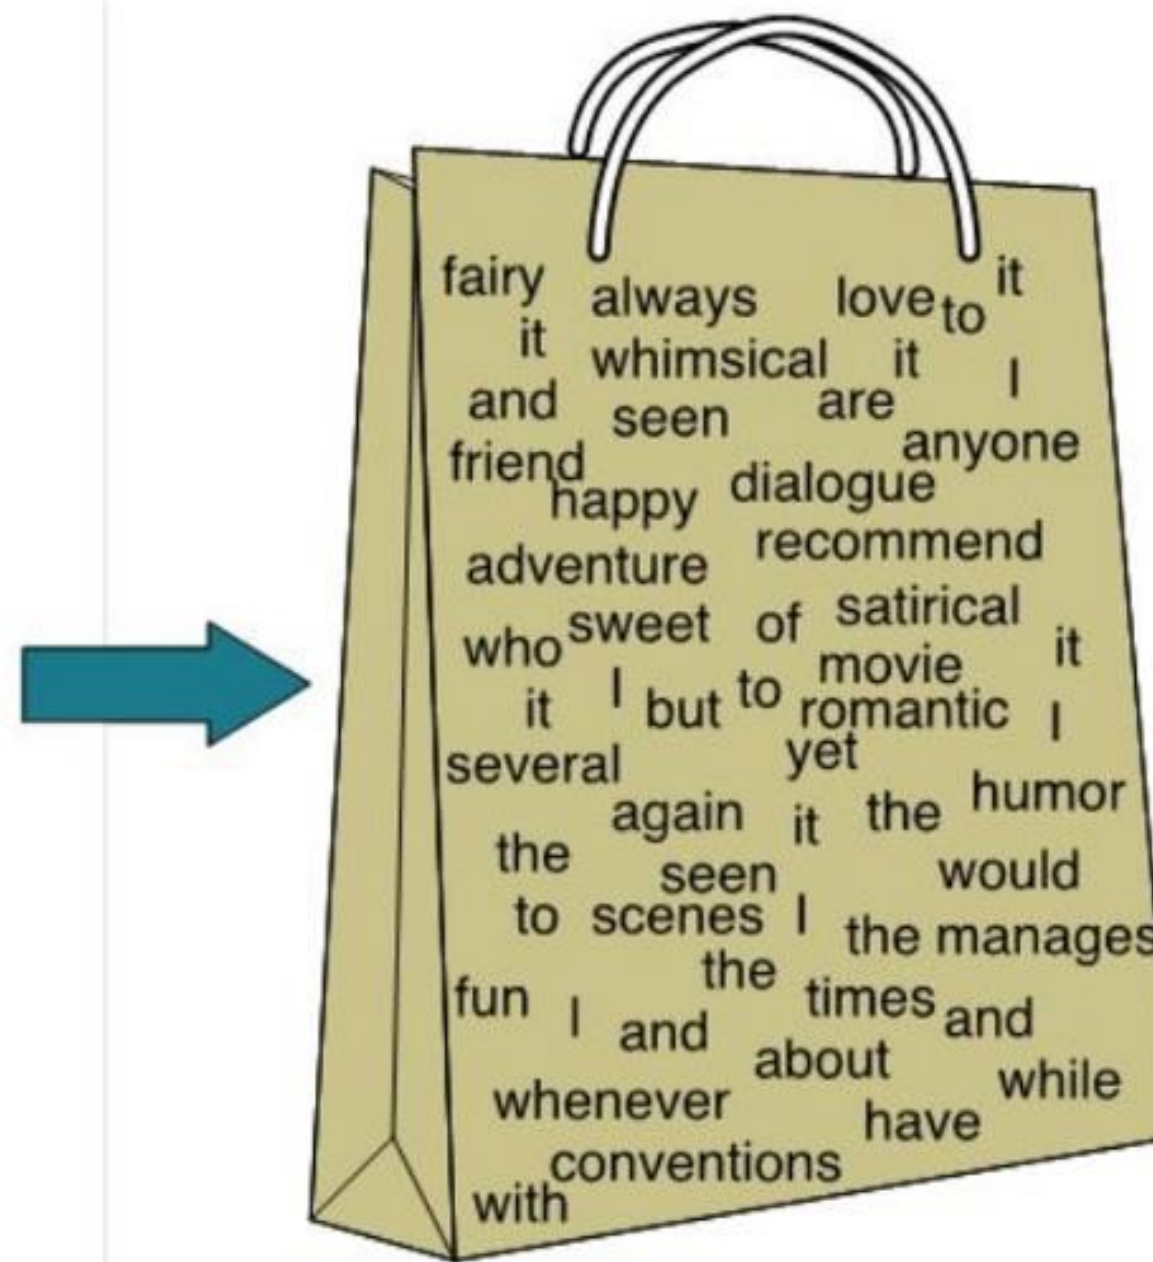 fairy always love to it
it whimsical it I
and seen are anyone
friend happy dialogue
adventure recommend
who sweet of satirical it
it I but to movie romantic I
several yet
again it the humor
the seen would
to scenes I the manages
the
fun I and times and
about while
whenever have
conventions
with